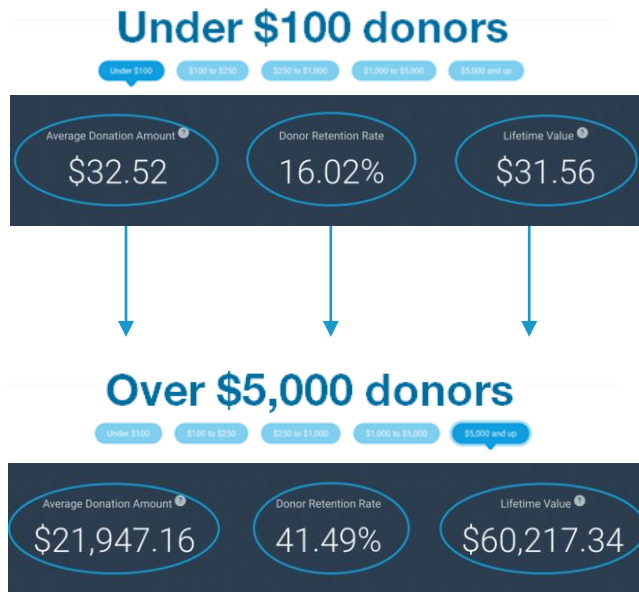 Under $100 donors
Under $100 $100 to $250 $250 to $1,000 $1,000 to $5,000 $5,000 and up
Average Donation Amount ? Donor Retention Rate Lifetime Value ?
$32.52 16.02% $31.56
Over $5,000 donors
Under $100 $100 to $250 $250 to $1,000 $1,000 to $5,000 $5,000 and up
Average Donation Amount ? Donor Retention Rate Lifetime Value ?
$21,947.16 41.49% $60,217.34